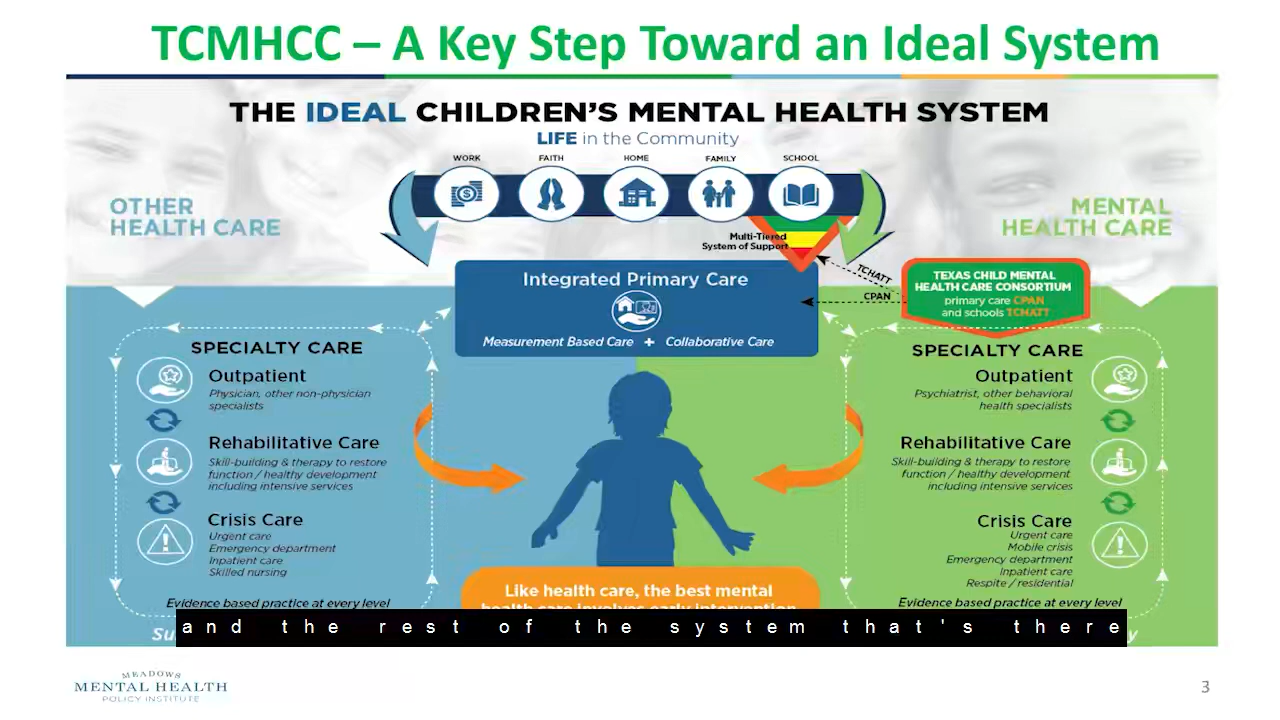 TCMHCC – A Key Step Toward an Ideal System
THE IDEAL CHILDREN'S MENTAL HEALTH SYSTEM
LIFE in the Community
WORK
FAITH
HOME
FAMILY
SCHOOL
OTHER
HEALTH CARE
MENTAL
HEALTH CARE
Multi-Tiered
System of Support
TCHATT
CPAN
TEXAS CHILD MENTAL
HEALTH CARE CONSORTIUM
primary care CPAN
and schools TCHATT
Integrated Primary Care
Measurement Based Care + Collaborative Care
SPECIALTY CARE
Outpatient
Physician, other non-physician
specialists
Rehabilitative Care
Skill-building & therapy to restore
function / healthy development
including intensive services
Crisis Care
Urgent care
Emergency department
Inpatient care
Skilled nursing
Evidence based practice at every level
SPECIALTY CARE
Outpatient
Psychiatrist, other behavioral
health specialists
Rehabilitative Care
Skill-building & therapy to restore
function / healthy development
including intensive services
Crisis Care
Urgent care
Mobile crisis
Emergency department
Inpatient care
Respite / residential
Evidence based practice at every level
Like health care, the best mental
health care involves early intervention
and the rest of the system that's there
MEADOWS
MENTAL HEALTH
POLICY INSTITUTE
3